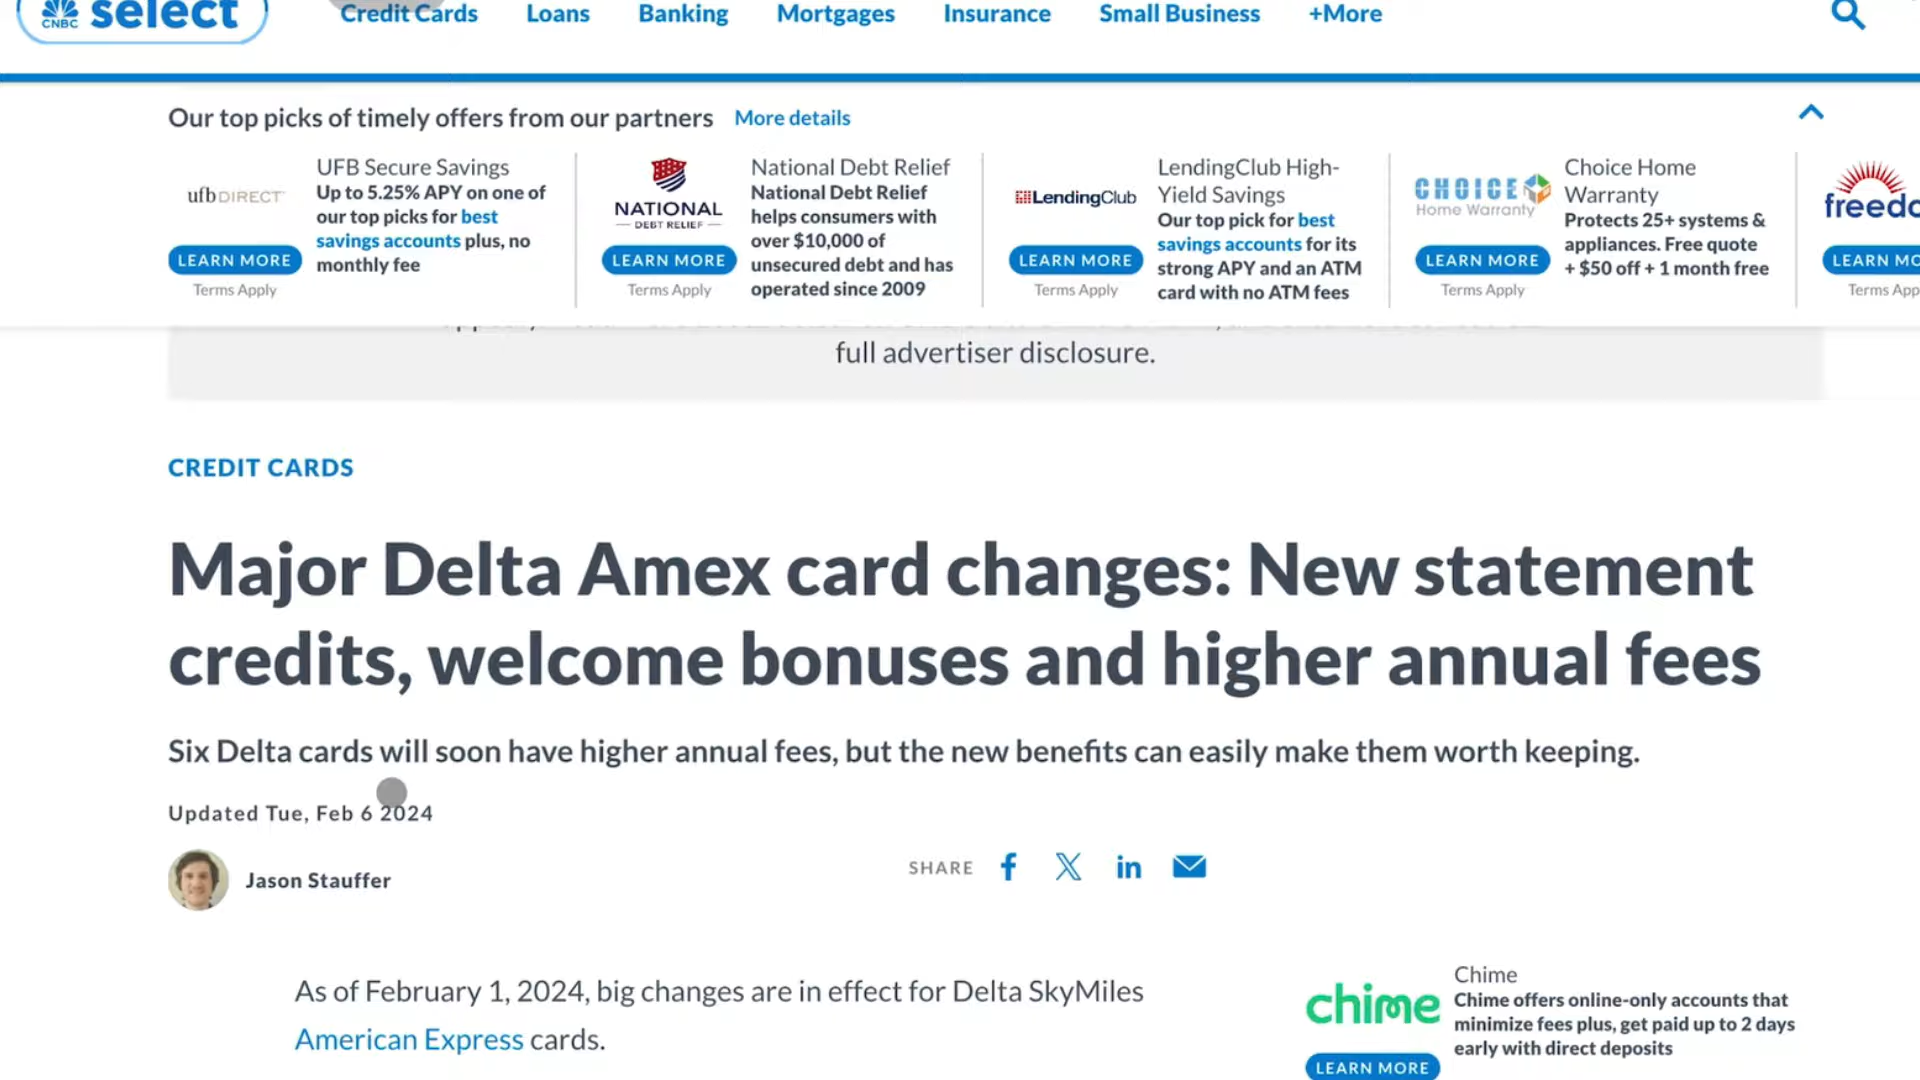 CNBC select
Credit Cards Loans Banking Mortgages Insurance Small Business +More
Our top picks of timely offers from our partners More details
ufb DIRECT
LEARN MORE
Terms Apply
UFB Secure Savings
Up to 5.25% APY on one of
our top picks for best
savings accounts plus, no
monthly fee
NATIONAL
DEBT RELIEF
LEARN MORE
Terms Apply
National Debt Relief
National Debt Relief
helps consumers with
over $10,000 of
unsecured debt and has
operated since 2009
LendingClub
LEARN MORE
Terms Apply
LendingClub High-
Yield Savings
Our top pick for best
savings accounts for its
strong APY and an ATM
card with no ATM fees
CHOICE
Home Warranty
LEARN MORE
Terms Apply
Choice Home
Warranty
Protects 25+ systems &
appliances. Free quote
+ $50 off + 1 month free
LEARN
Terms
full advertiser disclosure.
CREDIT CARDS
Major Delta Amex card changes: New statement
credits, welcome bonuses and higher annual fees
Six Delta cards will soon have higher annual fees, but the new benefits can easily make them worth keeping.
Updated Tue, Feb 6 2024
Jason Stauffer
SHARE
As of February 1, 2024, big changes are in effect for Delta SkyMiles
American Express cards.
chime
LEARN MORE
Chime
Chime offers online-only accounts that
minimize fees plus, get paid up to 2 days
early with direct deposits